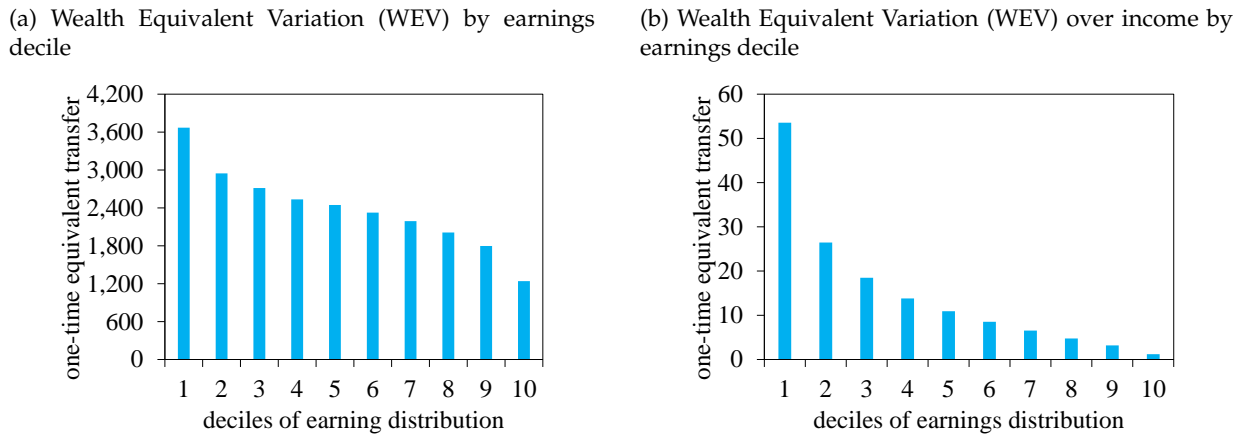 (a) Wealth Equivalent Variation (WEV) by earnings
decile
one-time equivalent transfer
4,200
3,600
3,000
2,400
1,800
1,200
600
0
1 2 3 4 5 6 7 8 9 10
deciles of earning distribution
(b) Wealth Equivalent Variation (WEV) over income by
earnings decile
one-time equivalent transfer
60
50
40
30
20
10
0
1 2 3 4 5 6 7 8 9 10
deciles of earnings distribution